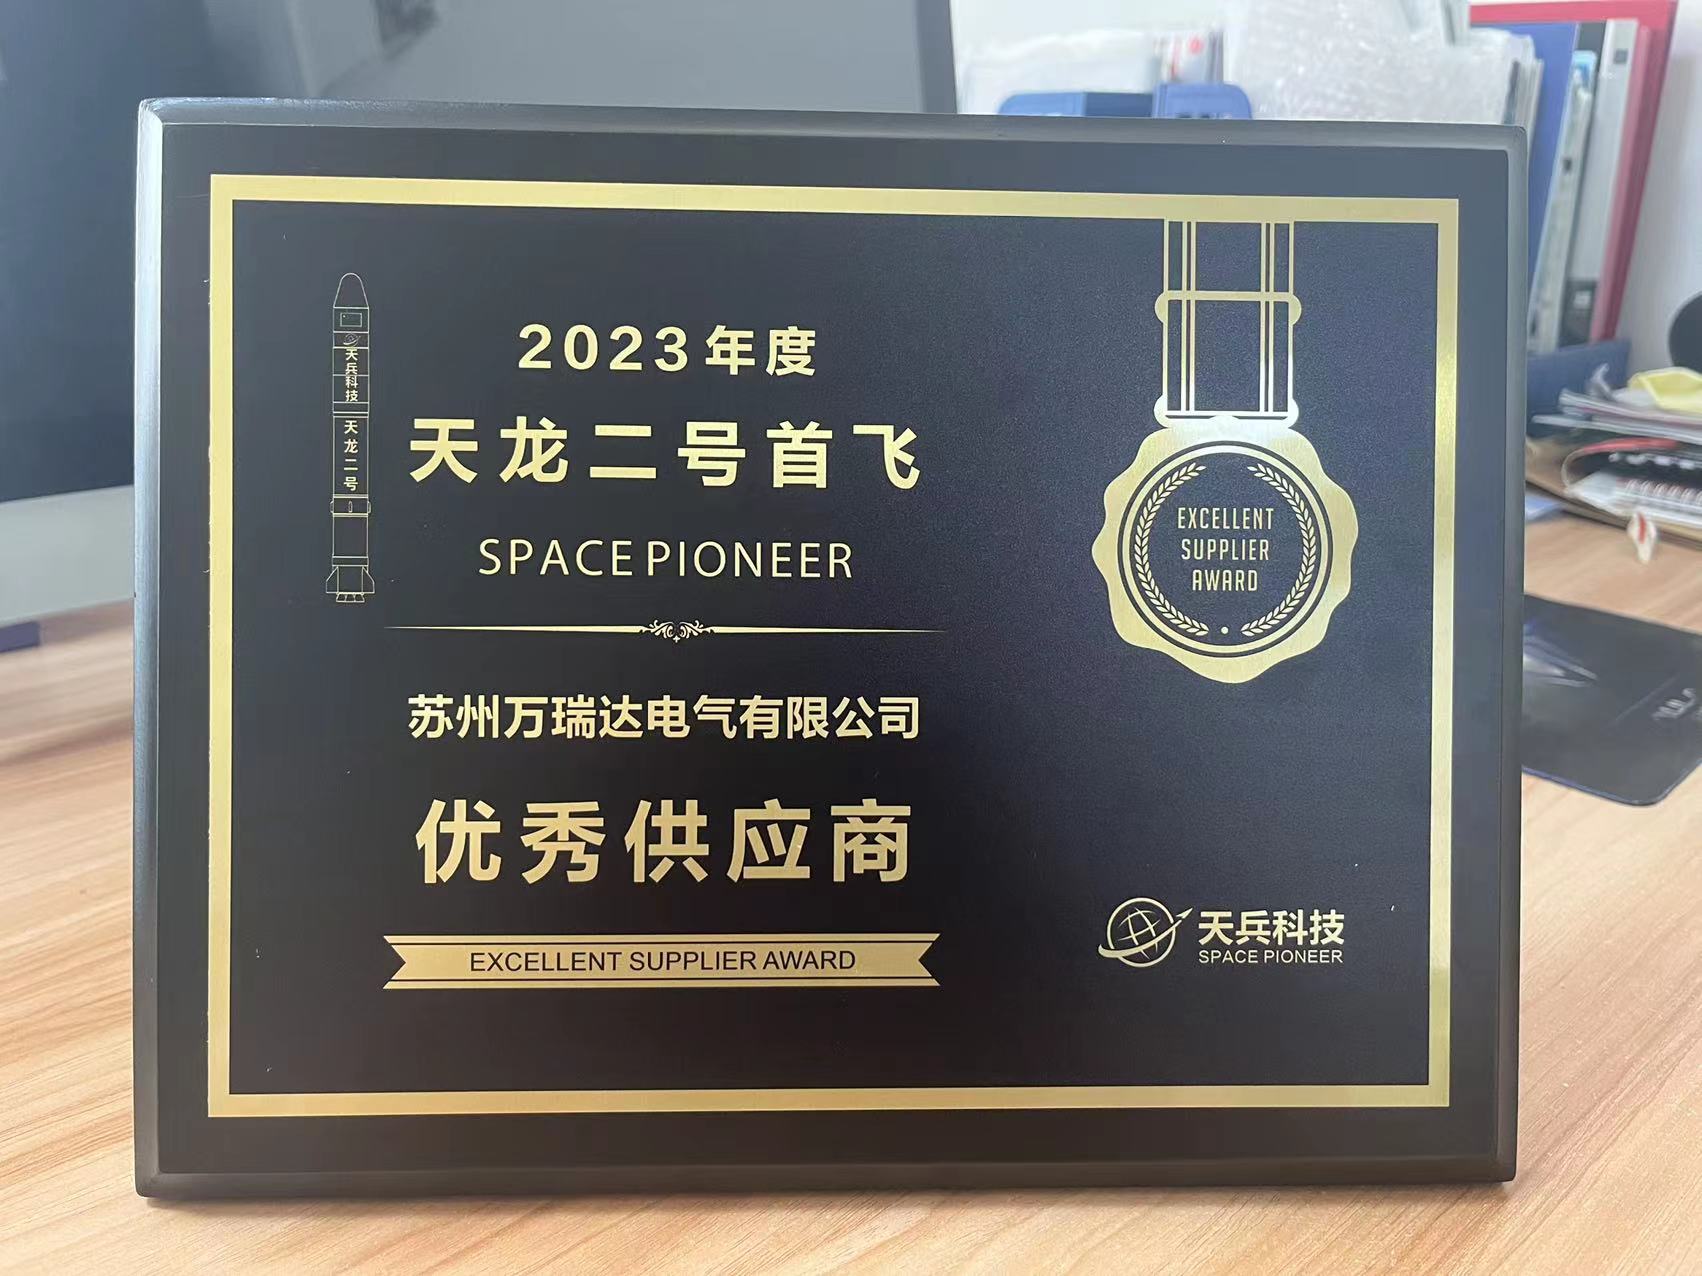 天兵科技
天龙二号
2023年度
天龙二号首飞
SPACE PIONEER
苏州万瑞达电气有限公司
优秀供应商
EXCELLENT SUPPLIER AWARD
EXCELLENT
SUPPLIER
AWARD
天兵科技
SPACE PIONEER